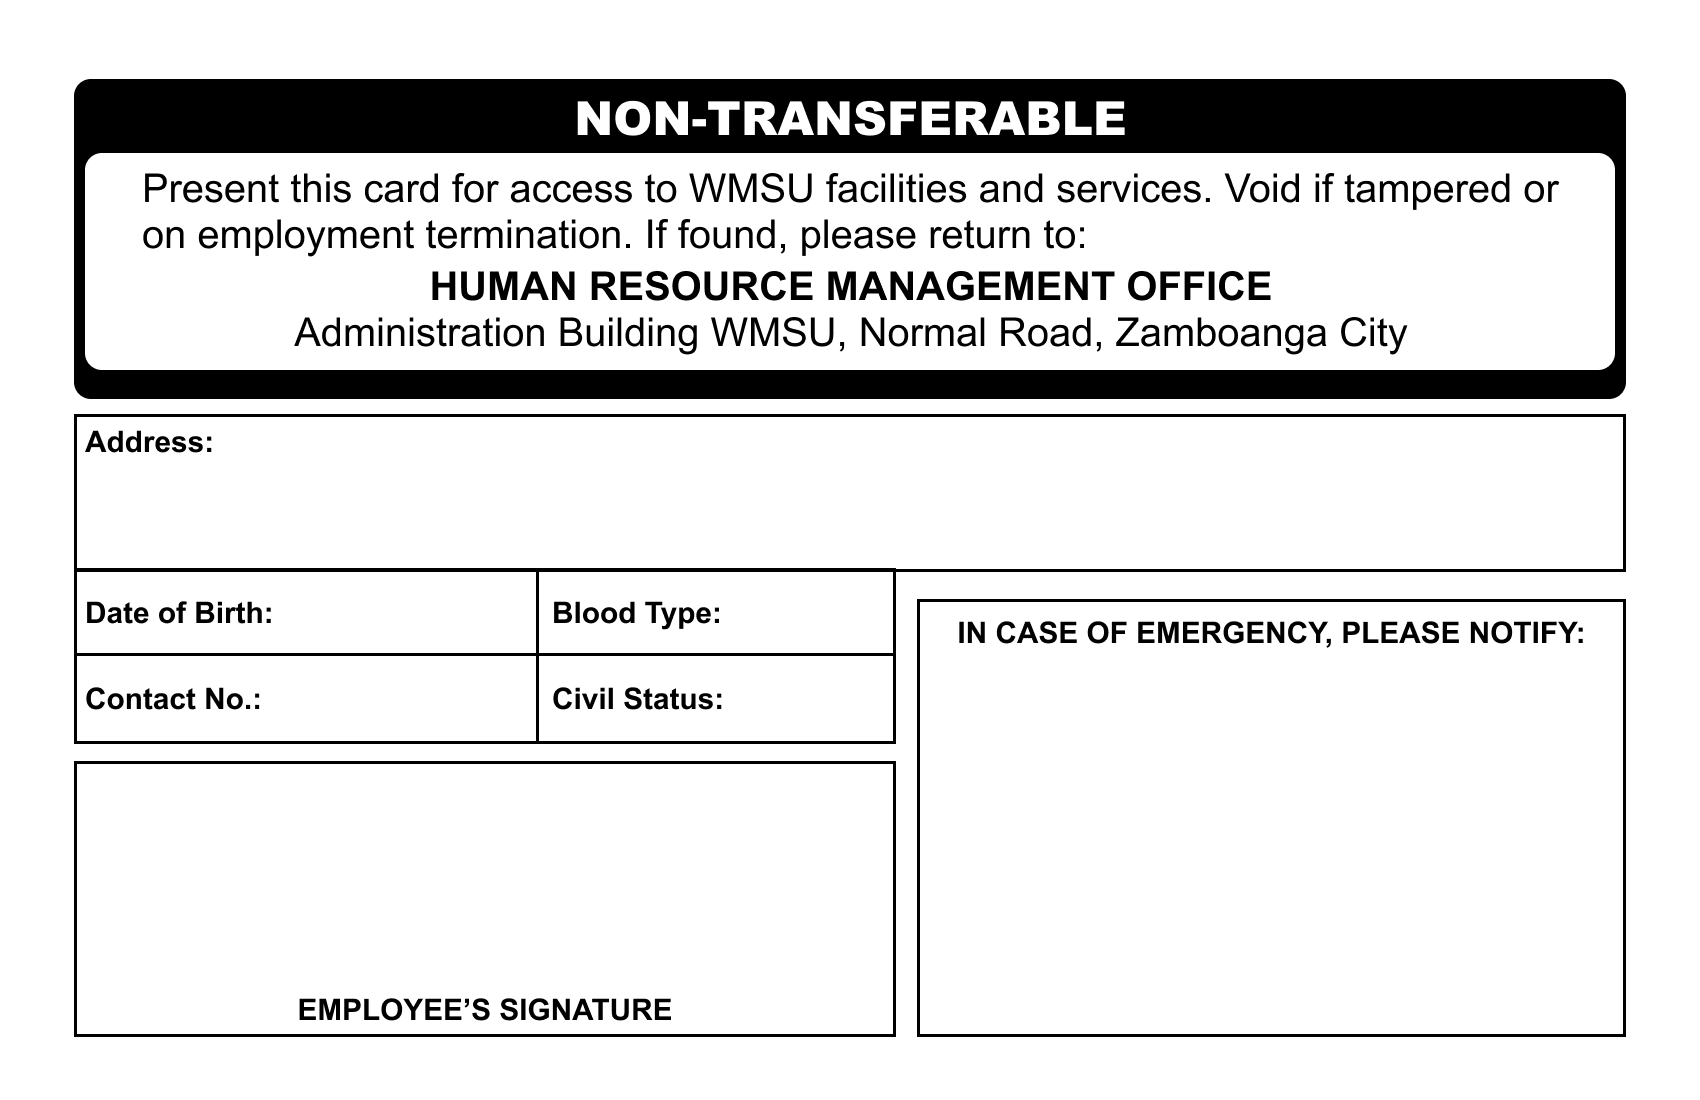 NON-TRANSFERABLE
Present this card for access to WMSU facilities and services. Void if tampered or
on employment termination. If found, please return to:
HUMAN RESOURCE MANAGEMENT OFFICE
Administration Building WMSU, Normal Road, Zamboanga City
Address:
Date of Birth:
Blood Type:
Contact No.:
Civil Status:
IN CASE OF EMERGENCY, PLEASE NOTIFY:
EMPLOYEE’S SIGNATURE